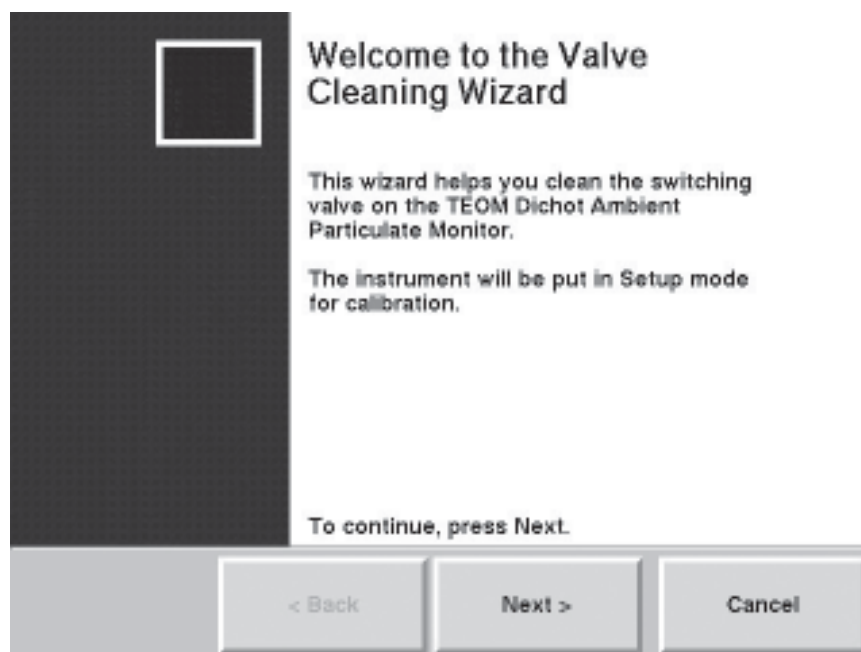 Welcome to the Valve
Cleaning Wizard
This wizard helps you clean the switching
valve on the TEOM Dichot Ambient
Particulate Monitor.
The instrument will be put in Setup mode
for calibration.
To continue, press Next.
< Back
Next >
Cancel